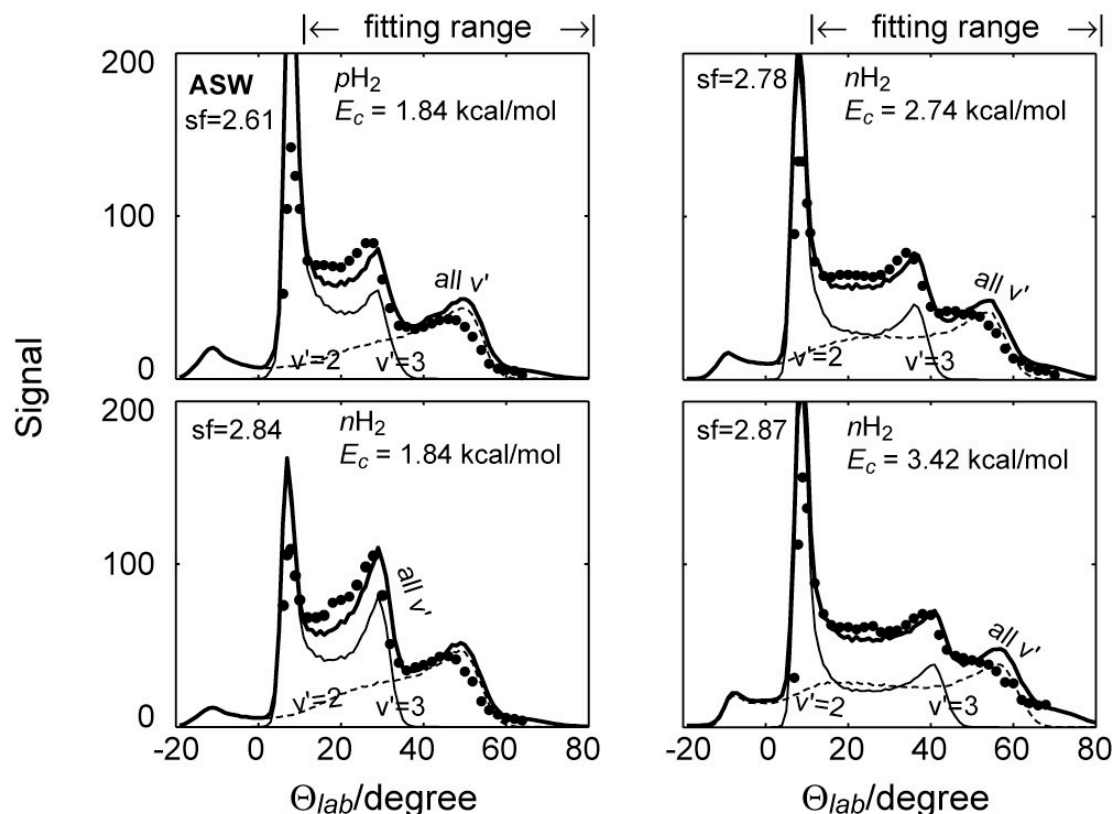 |← fitting range →|
|← fitting range →|
Signal
200
100
0
ASW
sf=2.61
pH2
Ec = 1.84 kcal/mol
all v'
v'=2
v'=3
sf=2.78
nH2
Ec = 2.74 kcal/mol
all v'
v'=2
v'=3
200
100
0
sf=2.84
nH2
Ec = 1.84 kcal/mol
all v'
v'=2
v'=3
-20 0 20 40 60 80
Θlab/degree
sf=2.87
nH2
Ec = 3.42 kcal/mol
all v'
v'=2
v'=3
-20 0 20 40 60 80
Θlab/degree